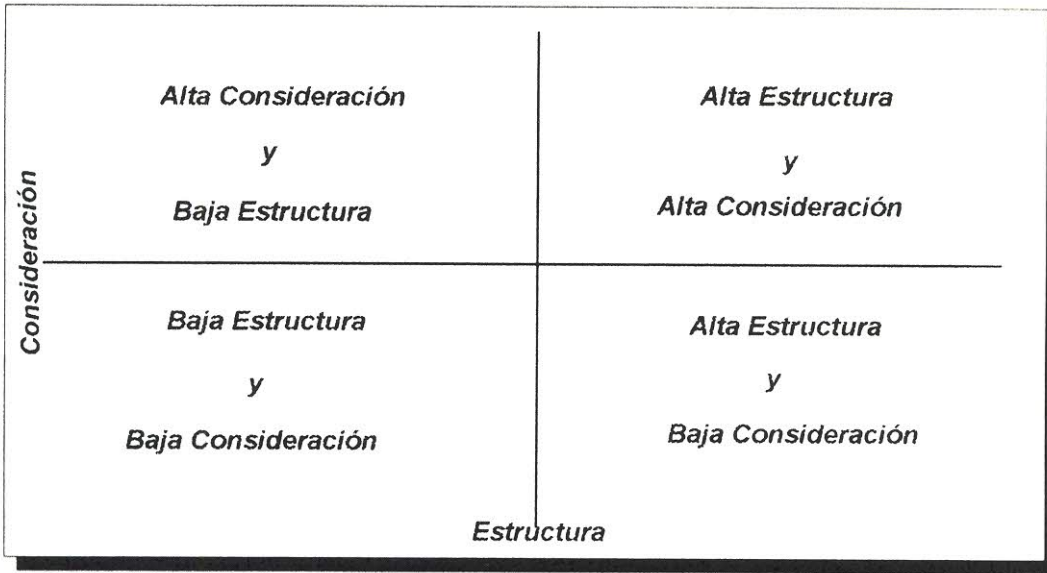 Alta Consideración
y
Baja Estructura
Alta Estructura
y
Alta Consideración
Consideración
Baja Estructura
y
Baja Consideración
Alta Estructura
y
Baja Consideración
Estructura